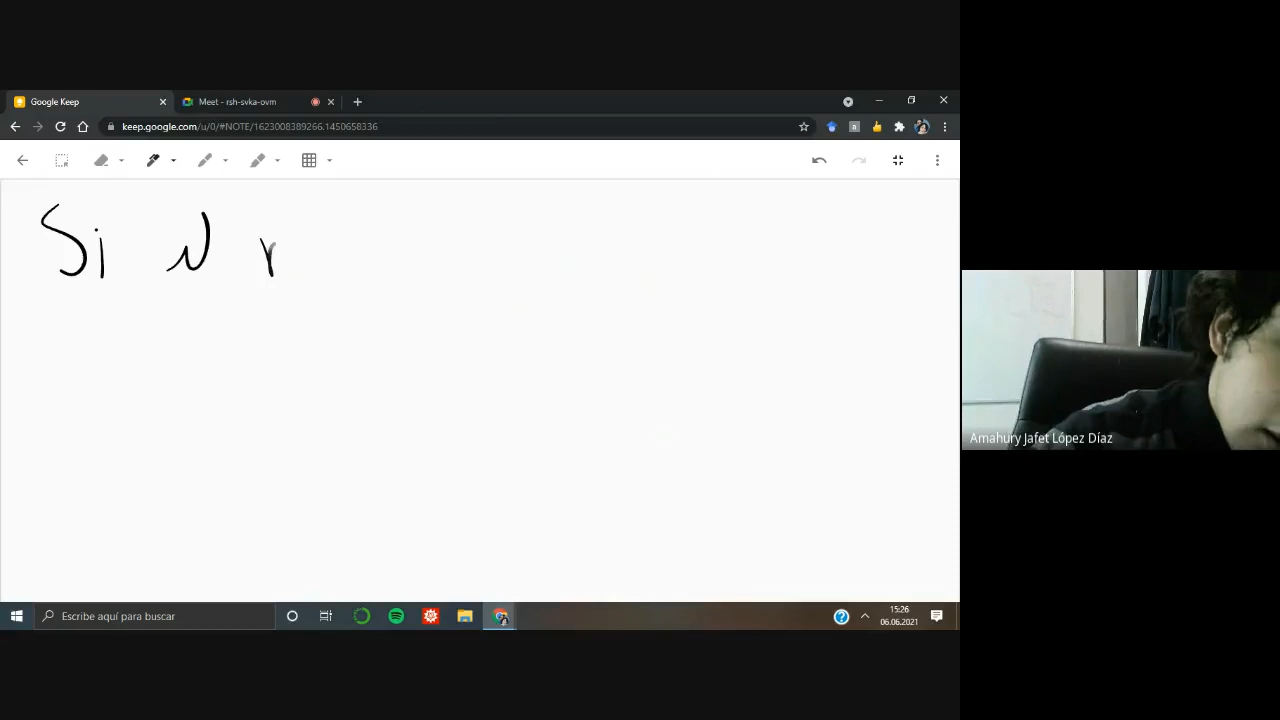 Google Keep
Meet - rsh-svka-ovm
keep.google.com/u/0/#NOTE/1623008389266.1450658336
Si N r
Amahury Jafet López Díaz
Escribe aquí para buscar
15:26
06.06.2021